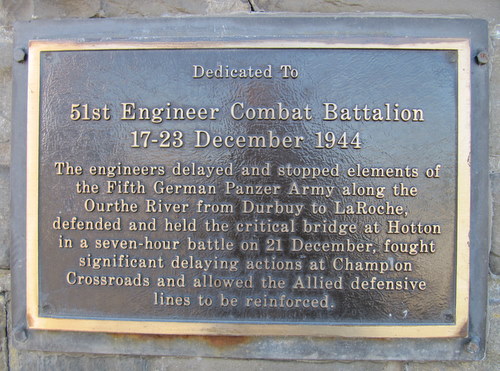 Dedicated To
51st Engineer Combat Battalion
17-23 December 1944
The engineers delayed and stopped elements of
the Fifth German Panzer Army along the
Ourthe River from Durbuy to LaRoche,
defended and held the critical bridge at Hotton
in a seven-hour battle on 21 December, fought
significant delaying actions at Champlon
Crossroads and allowed the Allied defensive
lines to be reinforced.